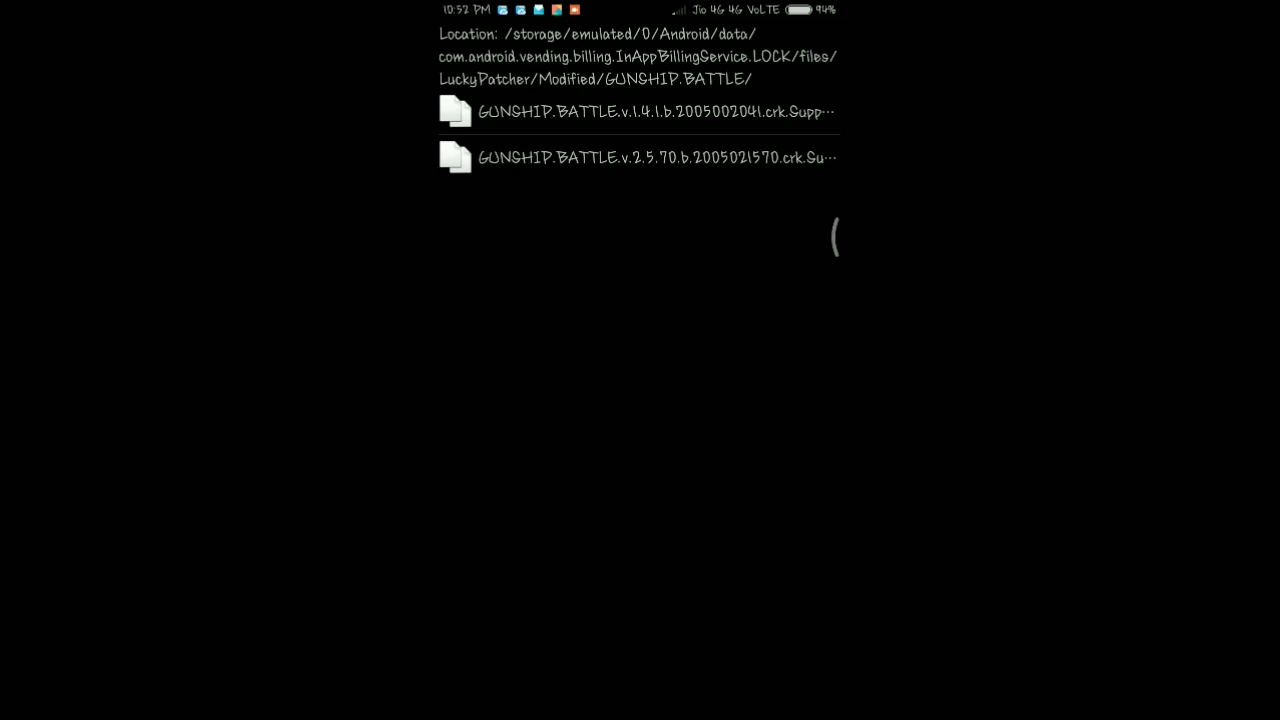 10:52 PM Jio 4G 4G VoLTE 94%
Location: /storage/emulated/0/Android/data/
com.android.vending.billing.InAppBillingService.LOCK/files/
LuckyPatcher/Modified/GUNSHIP.BATTLE/
GUNSHIP.BATTLE.v.1.4.1.b.2005002041.crk.Supp...
GUNSHIP.BATTLE.v.2.5.70.b.2005021570.crk.Su...